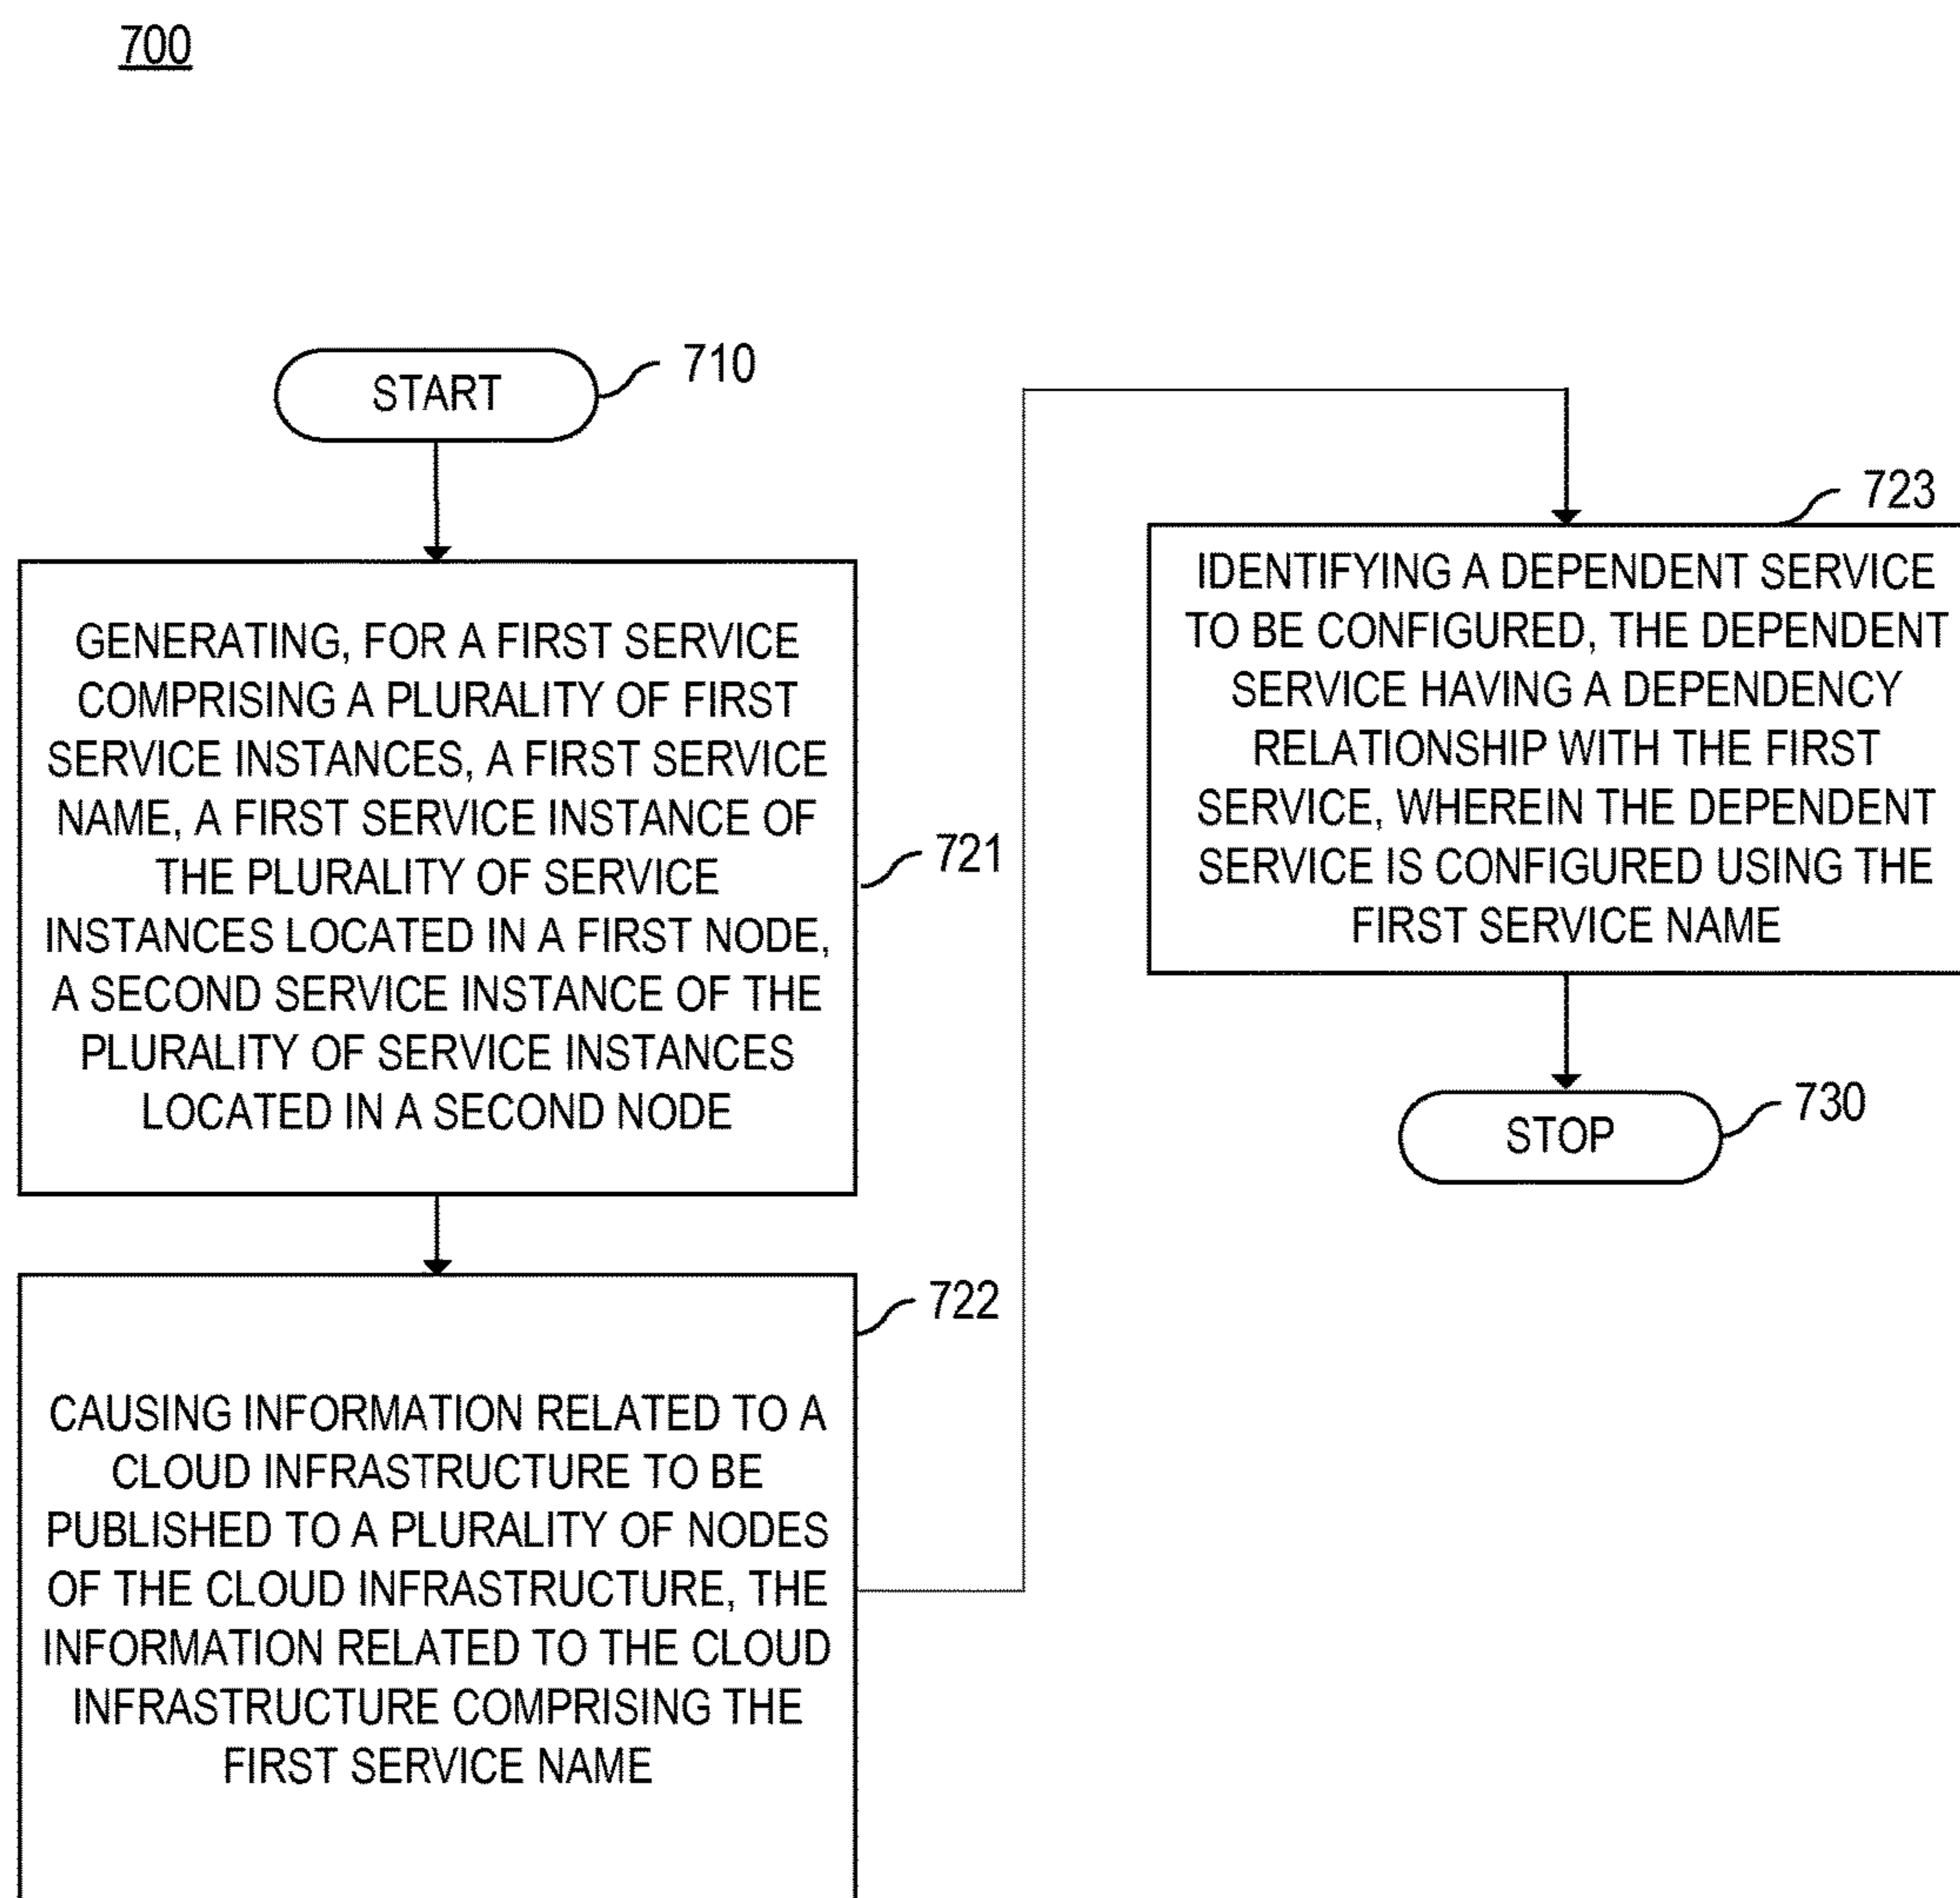 700
START
710
GENERATING, FOR A FIRST SERVICE
COMPRISING A PLURALITY OF FIRST
SERVICE INSTANCES, A FIRST SERVICE
NAME, A FIRST SERVICE INSTANCE OF
THE PLURALITY OF SERVICE
INSTANCES LOCATED IN A FIRST NODE,
A SECOND SERVICE INSTANCE OF THE
PLURALITY OF SERVICE INSTANCES
LOCATED IN A SECOND NODE
721
722
CAUSING INFORMATION RELATED TO A
CLOUD INFRASTRUCTURE TO BE
PUBLISHED TO A PLURALITY OF NODES
OF THE CLOUD INFRASTRUCTURE, THE
INFORMATION RELATED TO THE CLOUD
INFRASTRUCTURE COMPRISING THE
FIRST SERVICE NAME
723
IDENTIFYING A DEPENDENT SERVICE
TO BE CONFIGURED, THE DEPENDENT
SERVICE HAVING A DEPENDENCY
RELATIONSHIP WITH THE FIRST
SERVICE, WHEREIN THE DEPENDENT
SERVICE IS CONFIGURED USING THE
FIRST SERVICE NAME
STOP
730